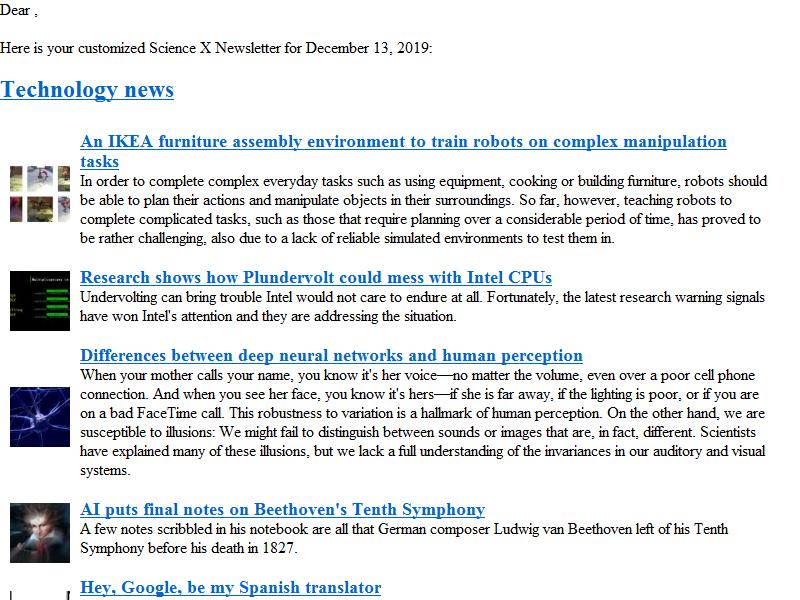 Dear ,
Here is your customized Science X Newsletter for December 13, 2019:
Technology news
An IKEA furniture assembly environment to train robots on complex manipulation
tasks
In order to complete complex everyday tasks such as using equipment, cooking or building furniture, robots should
be able to plan their actions and manipulate objects in their surroundings. So far, however, teaching robots to
complete complicated tasks, such as those that require planning over a considerable period of time, has proved to
be rather challenging, also due to a lack of reliable simulated environments to test them in.
Research shows how Plundervolt could mess with Intel CPUs
Undervolting can bring trouble Intel would not care to endure at all. Fortunately, the latest research warning signals
have won Intel's attention and they are addressing the situation.
Differences between deep neural networks and human perception
When your mother calls your name, you know it's her voice—no matter the volume, even over a poor cell phone
connection. And when you see her face, you know it's hers—if she is far away, if the lighting is poor, or if you are
on a bad FaceTime call. This robustness to variation is a hallmark of human perception. On the other hand, we are
susceptible to illusions: We might fail to distinguish between sounds or images that are, in fact, different. Scientists
have explained many of these illusions, but we lack a full understanding of the invariances in our auditory and visual
systems.
AI puts final notes on Beethoven's Tenth Symphony
A few notes scribbled in his notebook are all that German composer Ludwig van Beethoven left of his Tenth
Symphony before his death in 1827.
Hey, Google, be my Spanish translator